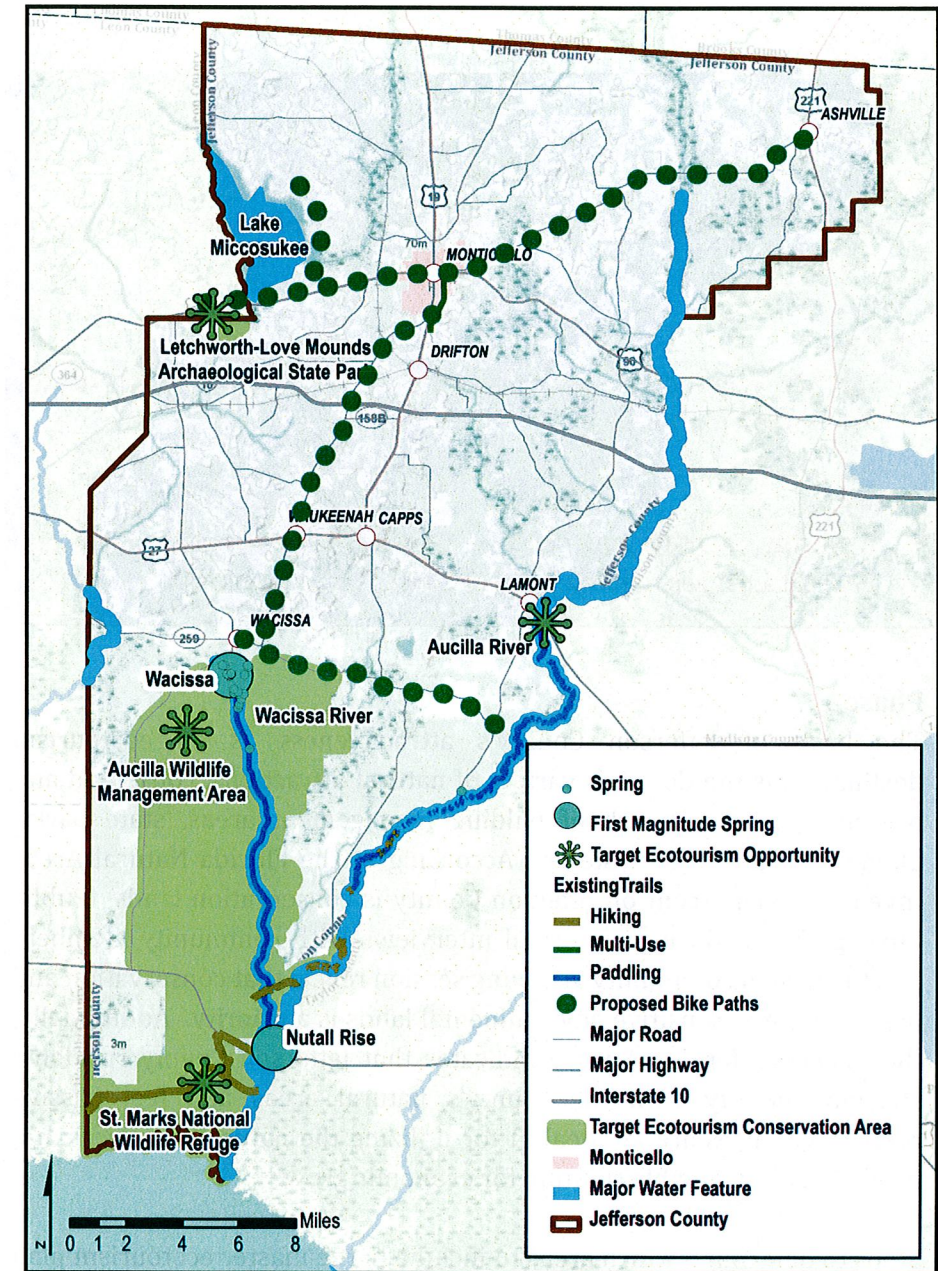 Thomas County
Leon County
Thomas County
Jefferson County
Brooks County
Jefferson County
Jefferson County
221
ASHVILLE
19
Lake
Miccosukee
70m
MONTICELLO
Letchworth-Love Mounds
Archaeological State Park
DRIFTON
90
364
10
158B
WAUKEENAH
CAPPS
27
221
Jefferson County
LAMONT
WACISSA
259
Aucilla River
Wacissa
Wacissa River
Aucilla Wildlife
Management Area
Nutall Rise
3m
St. Marks National
Wildlife Refuge
Spring
First Magnitude Spring
Target Ecotourism Opportunity
ExistingTrails
Hiking
Multi-Use
Paddling
Proposed Bike Paths
Major Road
Major Highway
Interstate 10
Target Ecotourism Conservation Area
Monticello
Major Water Feature
Jefferson County
N
Miles
0 1 2 4 6 8